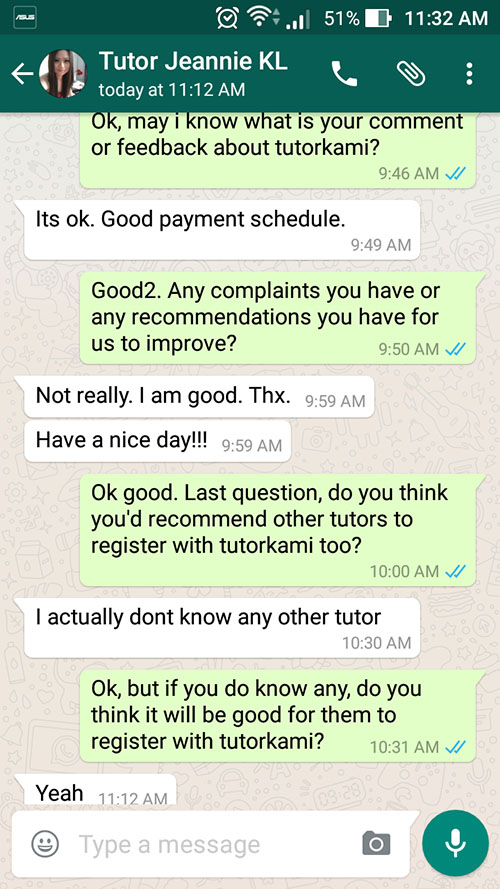 ASUS
51% 11:32 AM
Tutor Jeannie KL
today at 11:12 AM
Ok, may i know what is your comment
or feedback about tutorkami?
9:46 AM
Its ok. Good payment schedule.
9:49 AM
Good2. Any complaints you have or
any recommendations you have for
us to improve?
9:50 AM
Not really. I am good. Thx. 9:59 AM
Have a nice day!!! 9:59 AM
Ok good. Last question, do you think
you'd recommend other tutors to
register with tutorkami too?
10:00 AM
I actually dont know any other tutor
10:30 AM
Ok, but if you do know any, do you
think it will be good for them to
register with tutorkami?
10:31 AM
Yeah 11:12 AM
Type a message